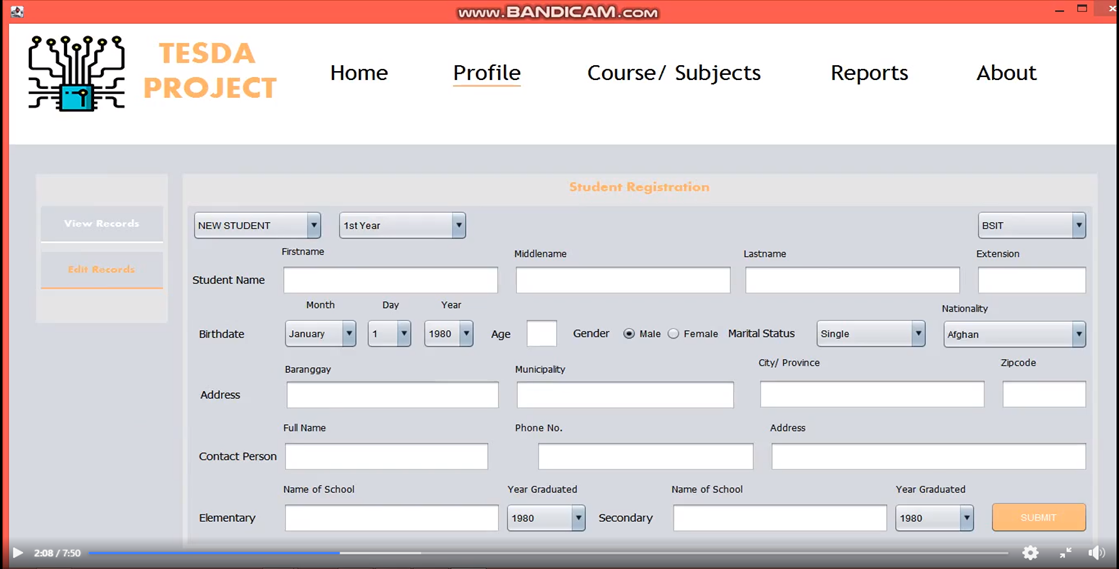 www.BANDICAM.com
TESDA
PROJECT
Home Profile Course/ Subjects Reports About
Student Registration
View Records
Edit Records
NEW STUDENT 1st Year BSIT
Firstname Middlename Lastname Extension
Student Name
Month Day Year Nationality
Birthdate January 1 1980 Age Gender Male Female Marital Status Single Afghan
Baranggay Municipality City/ Province Zipcode
Address
Full Name Phone No. Address
Contact Person
Name of School Year Graduated Name of School Year Graduated
Elementary 1980 Secondary 1980 SUBMIT
2:08 / 7:50